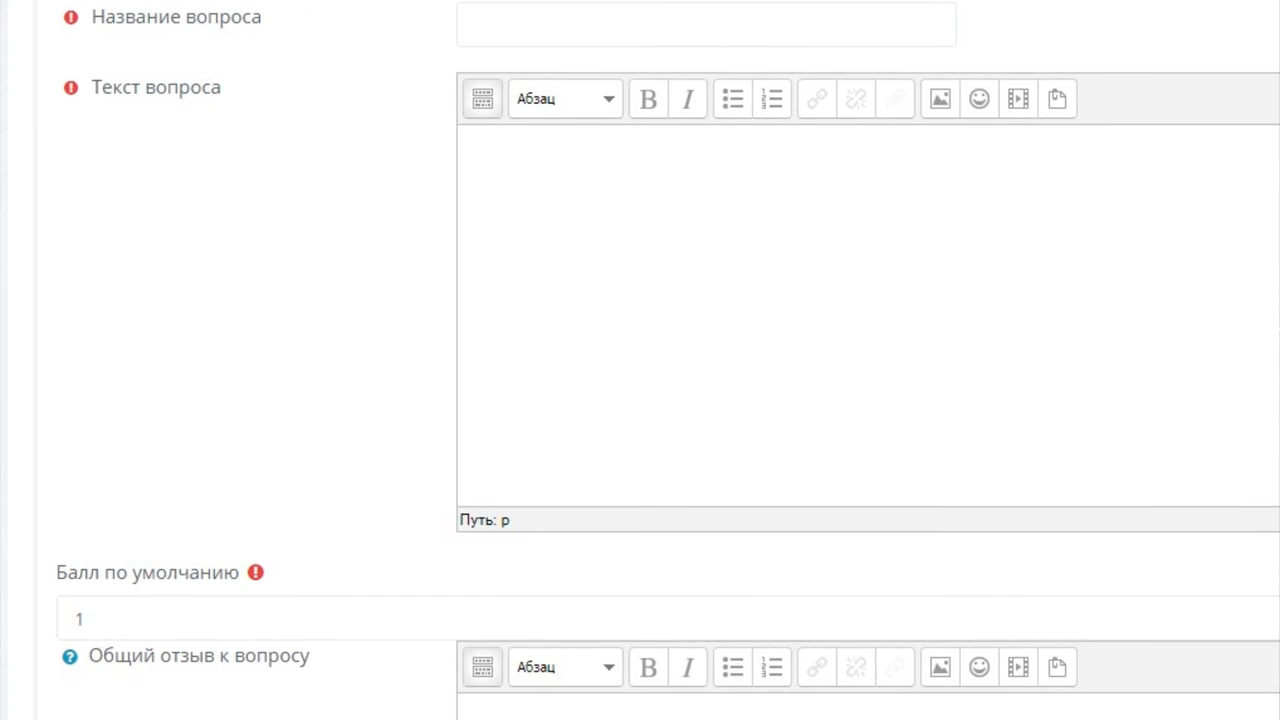 Название вопроса
Текст вопроса
Абзац
B I
Путь: p
Балл по умолчанию
1
Общий отзыв к вопросу
Абзац
B I